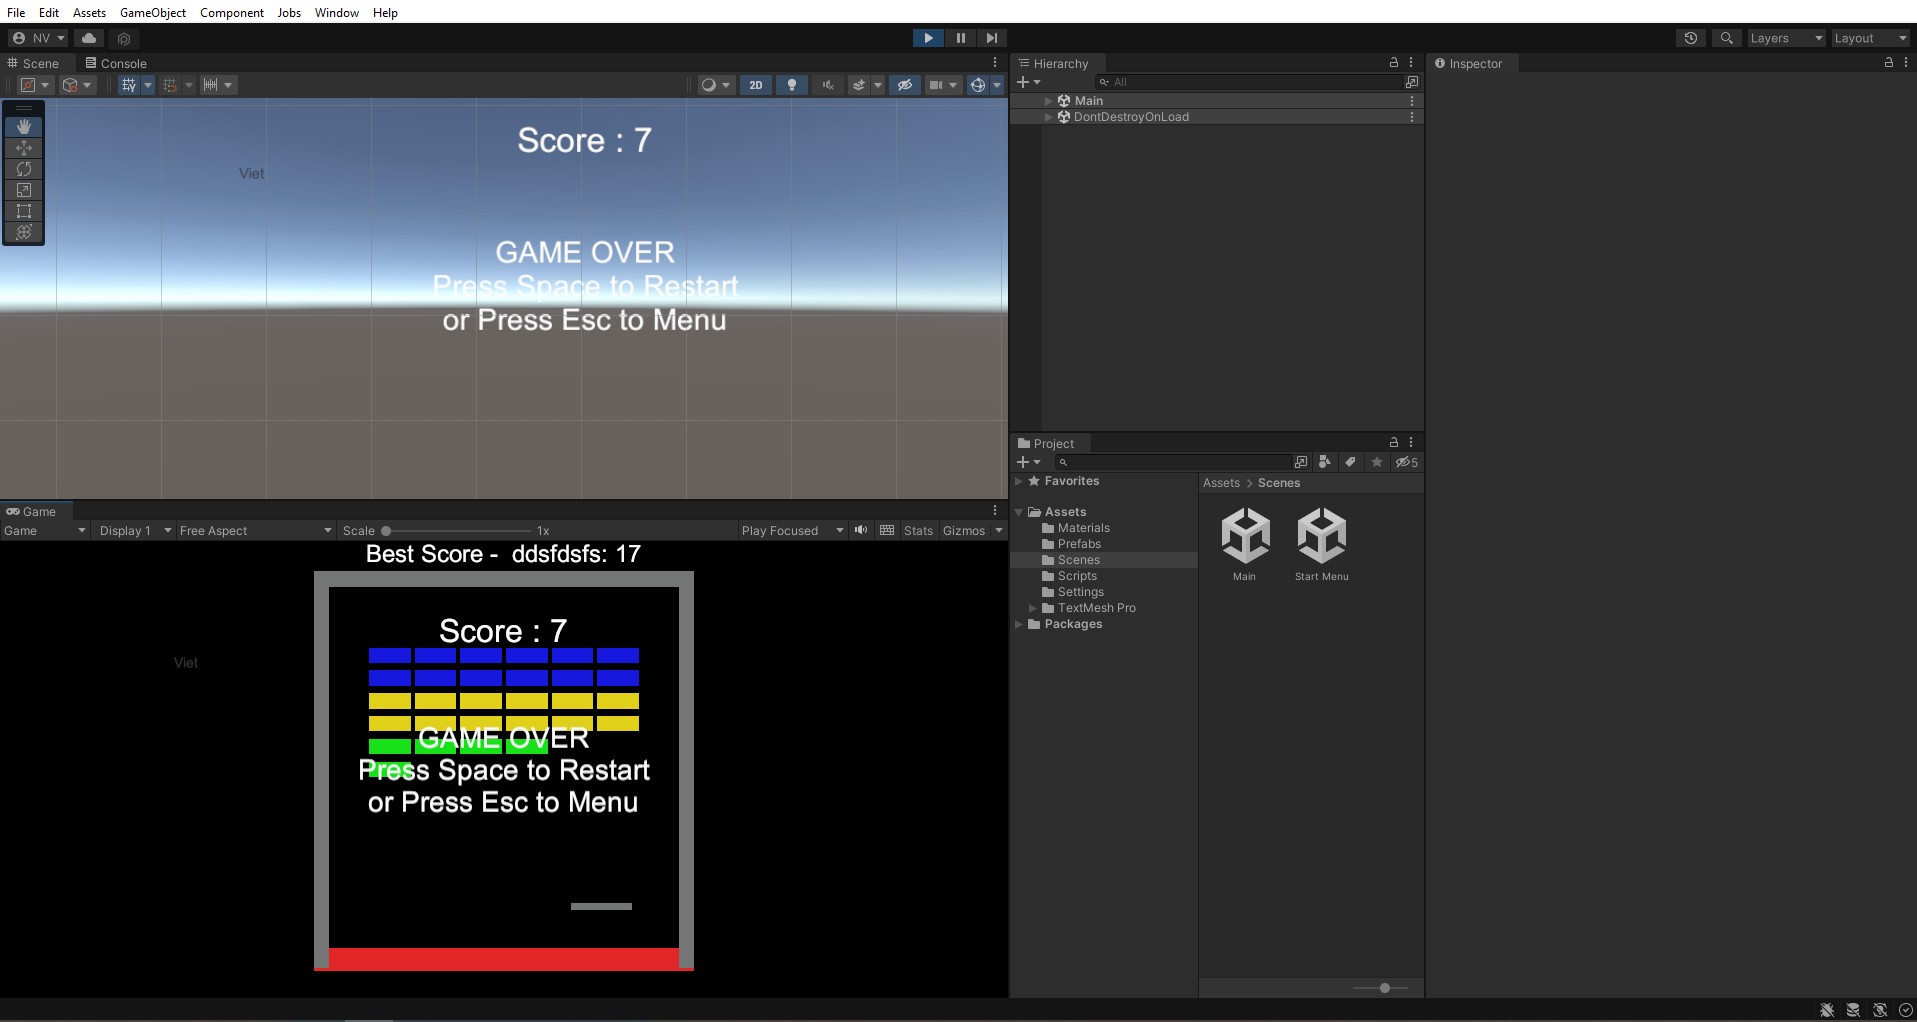 File Edit Assets GameObject Component Jobs Window Help
NV
Layers Layout
Scene Console
2D
Score : 7
Viet
GAME OVER
Press Space to Restart
or Press Esc to Menu
Hierarchy
All
Main
DontDestroyOnLoad
Inspector
Project
5
Favorites
Assets
Materials
Prefabs
Scenes
Scripts
Settings
TextMesh Pro
Packages
Assets > Scenes
Main
Start Menu
Game
Game Display 1 Free Aspect Scale 1x Play Focused Stats Gizmos
Best Score - ddsfdsfs: 17
Score : 7
Viet
GAME OVER
Press Space to Restart
or Press Esc to Menu